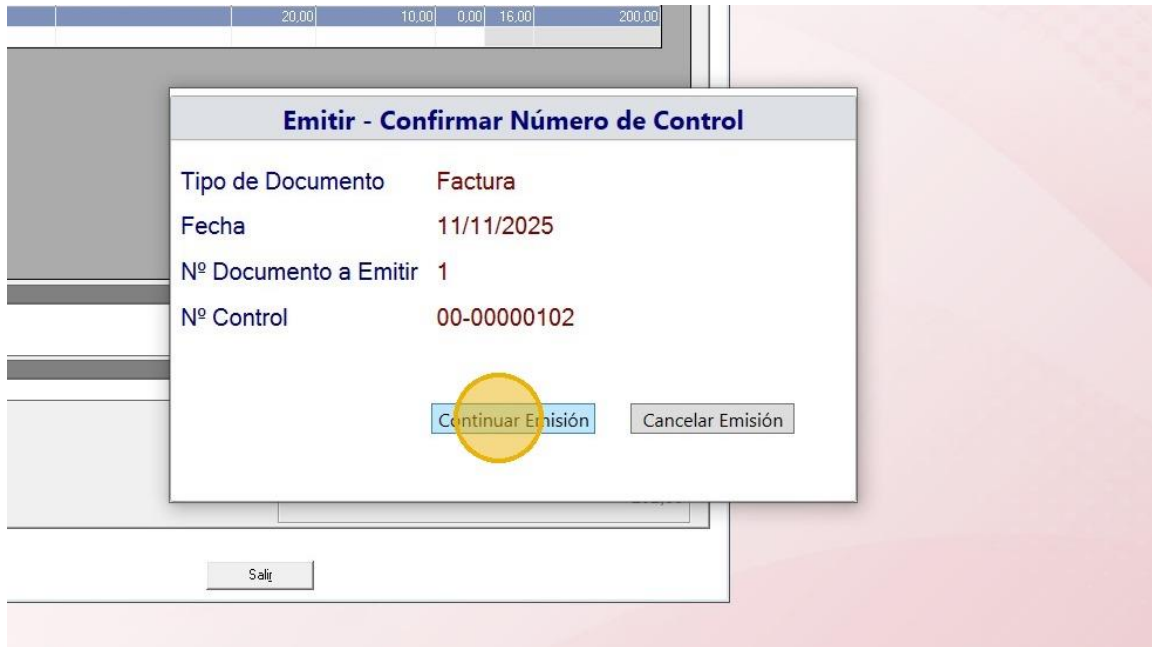 20,00 10,00 0,00 16,00 200,00
Emitir - Confirmar Número de Control
Tipo de Documento Factura
Fecha 11/11/2025
Nº Documento a Emitir 1
Nº Control 00-00000102
Continuar Emisión Cancelar Emisión
Salir